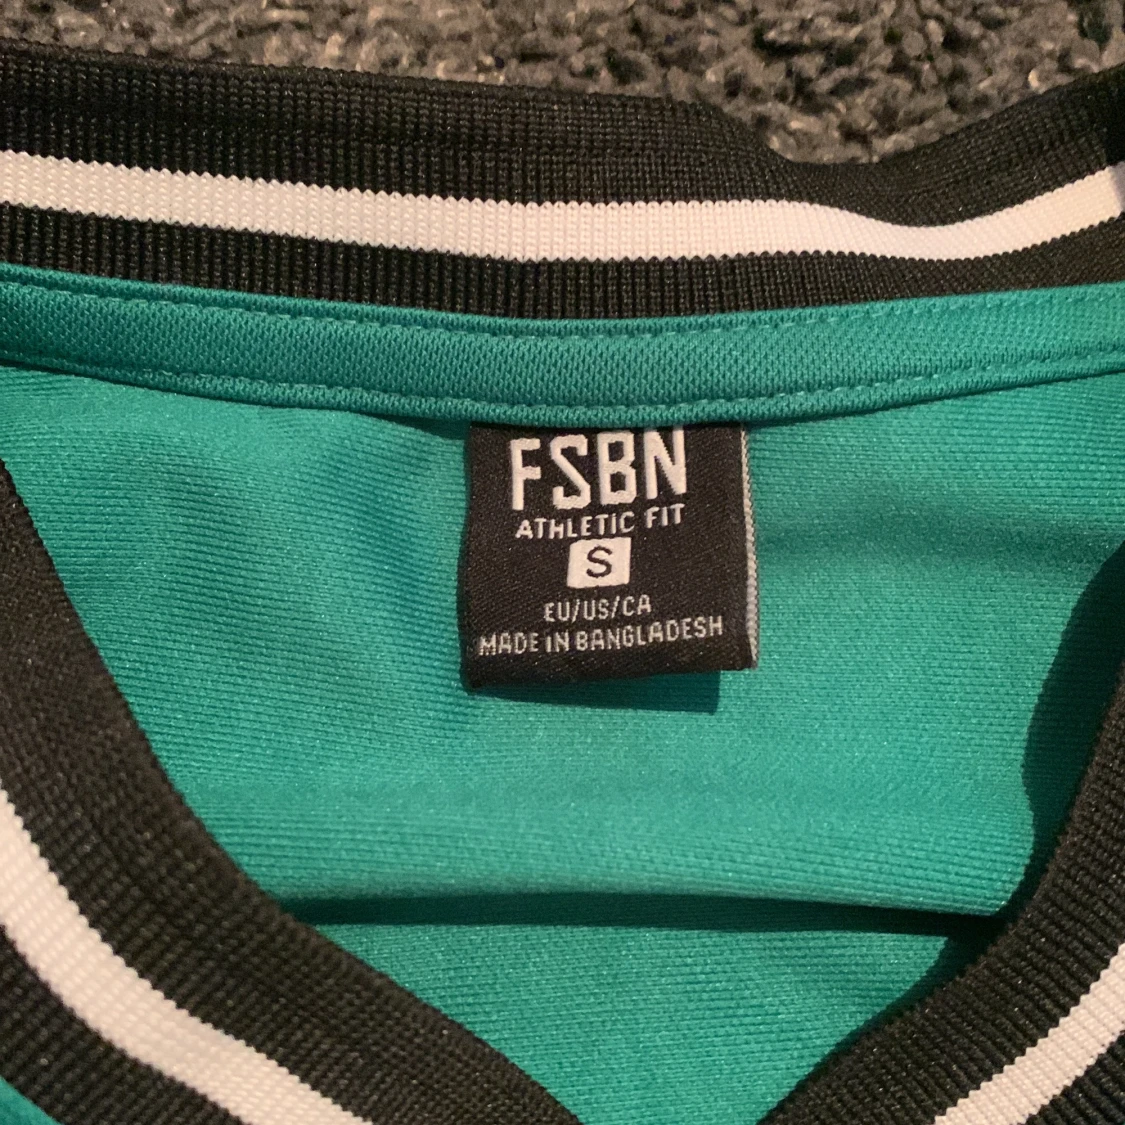 FSBN
ATHLETIC FIT
S
EU/US/CA
MADE IN BANGLADESH